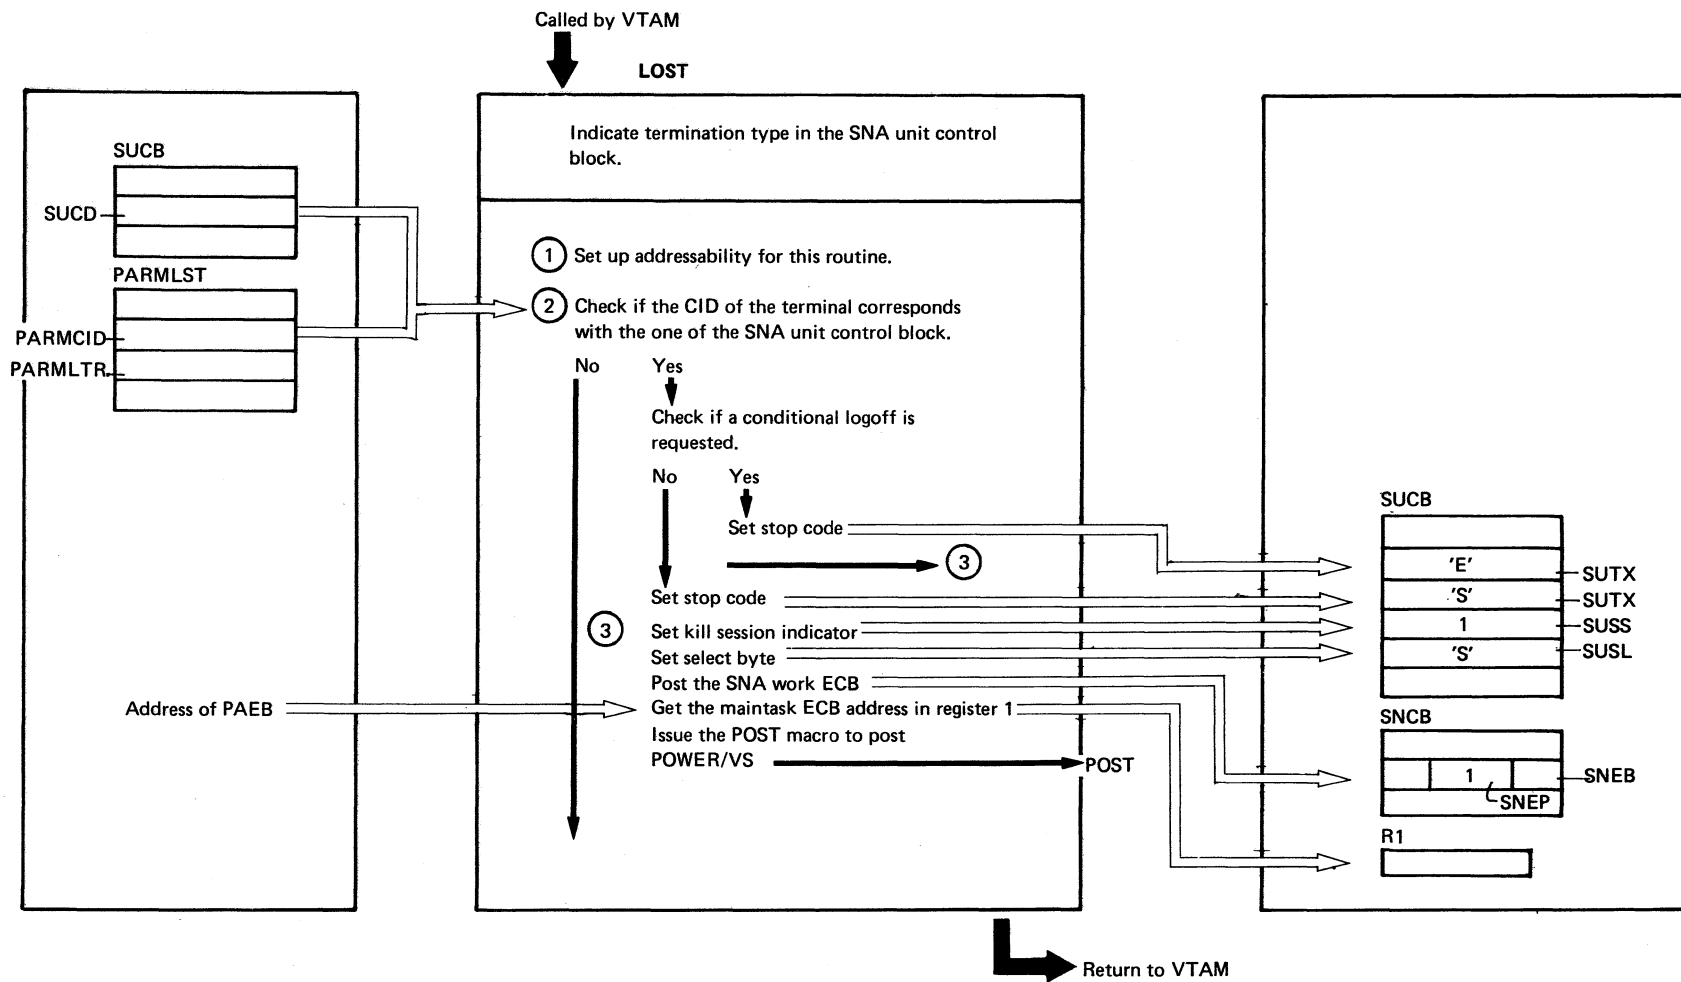 Called by VTAM
LOST
Indicate termination type in the SNA unit control
block.
SUCB
SUCD
PARMLST
PARMCID
PARMLTR
1 Set up addressability for this routine.
2 Check if the CID of the terminal corresponds
with the one of the SNA unit control block.
No Yes
Check if a conditional logoff is
requested.
No Yes
Set stop code
3
Set stop code
3
Set kill session indicator
Set select byte
Post the SNA work ECB
Address of PAEB
Get the maintask ECB address in register 1
Issue the POST macro to post
POWER/VS
POST
SUCB
'E' SUTX
'S' SUTX
1 SUSS
'S' SUSL
SNCB
1 SNEB
SNEP
R1
Return to VTAM